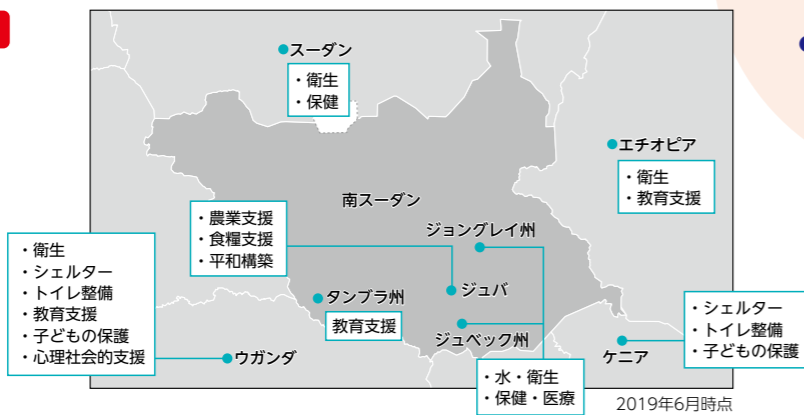 スーダン
・衛生
・保健
エチオピア
・衛生
・教育支援
南スーダン
・農業支援
・食糧支援
・平和構築
ジョングレイ州
・衛生
・シェルター
・トイレ整備
・教育支援
・子どもの保護
・心理社会的支援
タンブラ州
教育支援
ジュバ
ジュベック州
ウガンダ
・水・衛生
・保健・医療
ケニア
・シェルター
・トイレ整備
・子どもの保護
2019年6月時点